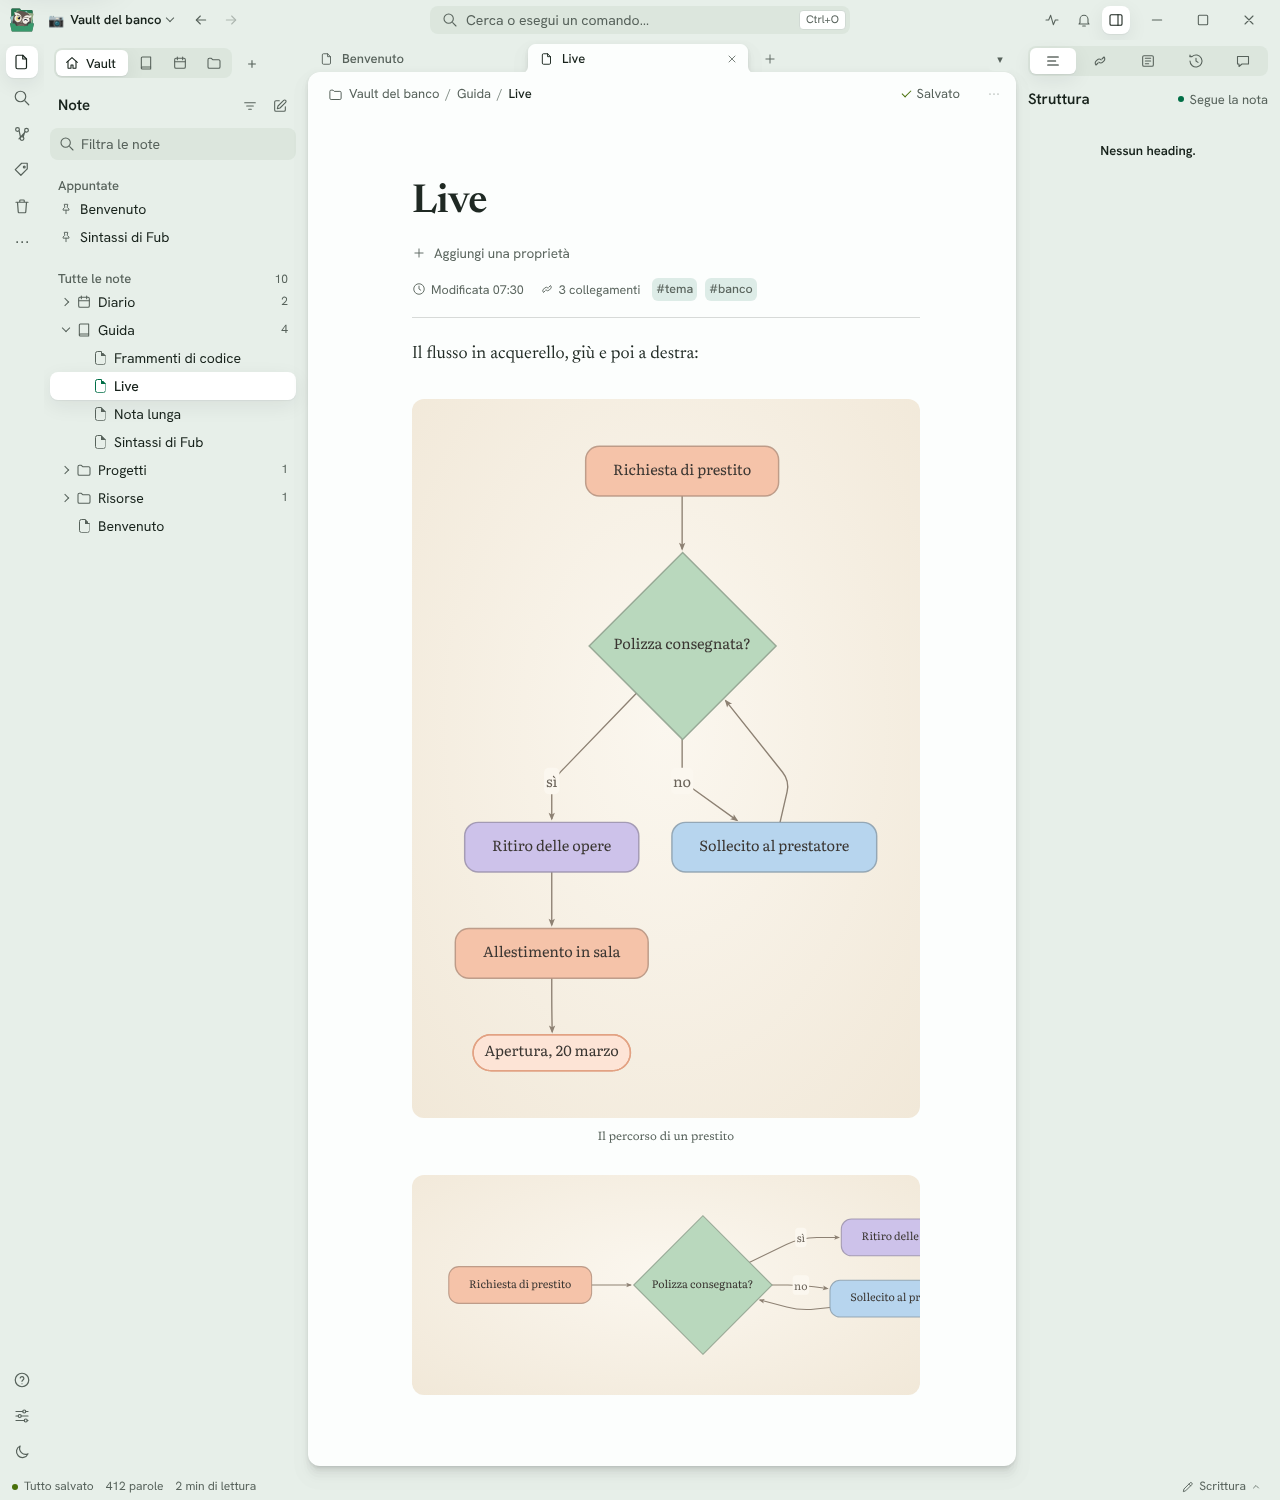 Vault del banco
Cerca o esegui un comando...
Ctrl+O
Vault
Benvenuto
Live
Note
Filtra le note
Appuntate
Benvenuto
Sintassi di Fub
Tutte le note 10
Diario 2
Guida 4
Frammenti di codice
Live
Nota lunga
Sintassi di Fub
Progetti 1
Risorse 1
Benvenuto
Vault del banco / Guida / Live
Salvato
Live
Aggiungi una proprietà
Modificata 07:30 3 collegamenti #tema #banco
Il flusso in acquerello, giù e poi a destra:
Richiesta di prestito
Polizza consegnata?
sì
no
Ritiro delle opere
Sollecito al prestatore
Allestimento in sala
Apertura, 20 marzo
Il percorso di un prestito
Richiesta di prestito
Polizza consegnata?
sì
no
Ritiro delle
Sollecito al pr
Struttura
Segue la nota
Nessun heading.
Tutto salvato 412 parole 2 min di lettura
Scrittura